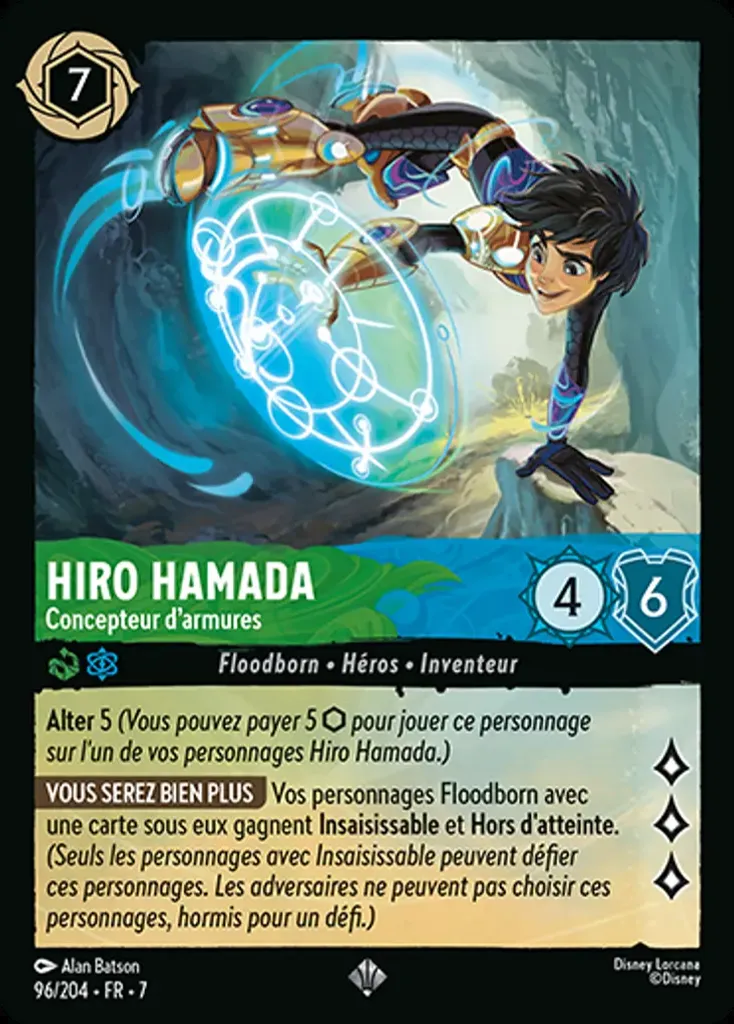 7
HIRO HAMADA
Concepteur d'armures
4
6
Floodborn • Héros • Inventeur
Alter 5 (Vous pouvez payer 5 ⬡ pour jouer ce personnage
sur l'un de vos personnages Hiro Hamada.)
VOUS SEREZ BIEN PLUS Vos personnages Floodborn avec
une carte sous eux gagnent Insaisissable et Hors d'atteinte.
(Seuls les personnages avec Insaisissable peuvent défier
ces personnages. Les adversaires ne peuvent pas choisir ces
personnages, hormis pour un défi.)
Alan Batson
96/204 • FR • 7
Disney Lorcana
©Disney